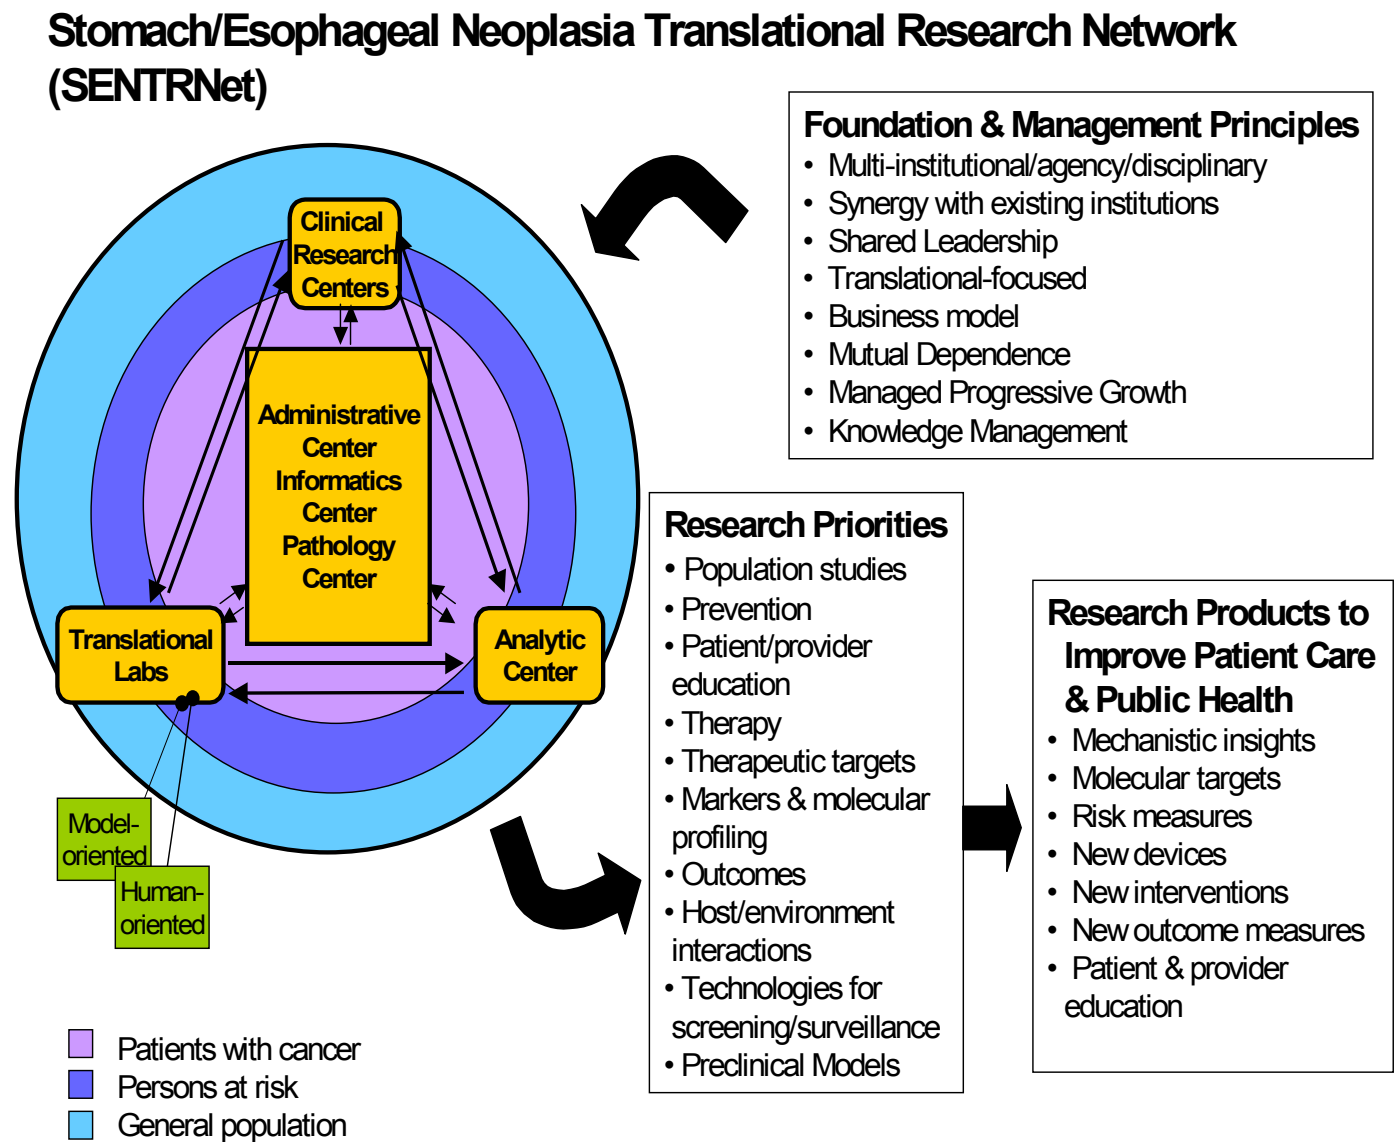 Stomach/Esophageal Neoplasia Translational Research Network
(SENTRNet)
Foundation & Management Principles
• Multi-institutional/agency/disciplinary
• Synergy with existing institutions
• Shared Leadership
• Translational-focused
• Business model
• Mutual Dependence
• Managed Progressive Growth
• Knowledge Management
Clinical
Research
Centers
Administrative
Center
Informatics
Center
Pathology
Center
Translational
Labs
Analytic
Center
Model-
oriented
Human-
oriented
Research Priorities
• Population studies
• Prevention
• Patient/provider
education
• Therapy
• Therapeutic targets
• Markers & molecular
profiling
• Outcomes
• Host/environment
interactions
• Technologies for
screening/surveillance
• Preclinical Models
Research Products to
Improve Patient Care
& Public Health
• Mechanistic insights
• Molecular targets
• Risk measures
• New devices
• New interventions
• New outcome measures
• Patient & provider
education
Patients with cancer
Persons at risk
General population